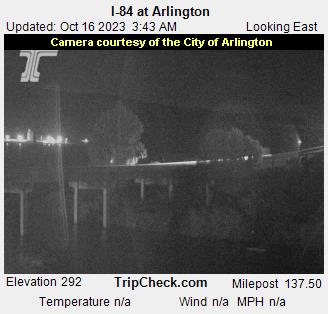 I-84 at Arlington
Updated: Oct 16 2023 3:43 AM Looking East
Camera courtesy of the City of Arlington
Elevation 292 TripCheck.com Milepost 137.50
Temperature n/a Wind n/a MPH n/a